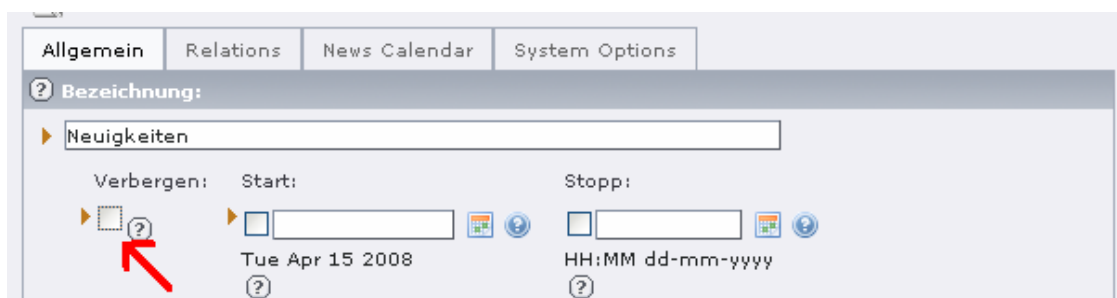 Allgemein Relations News Calendar System Options
Bezeichnung:
Neuigkeiten
Verbergen: Start: Stopp:
Tue Apr 15 2008 HH:MM dd-mm-yyyy